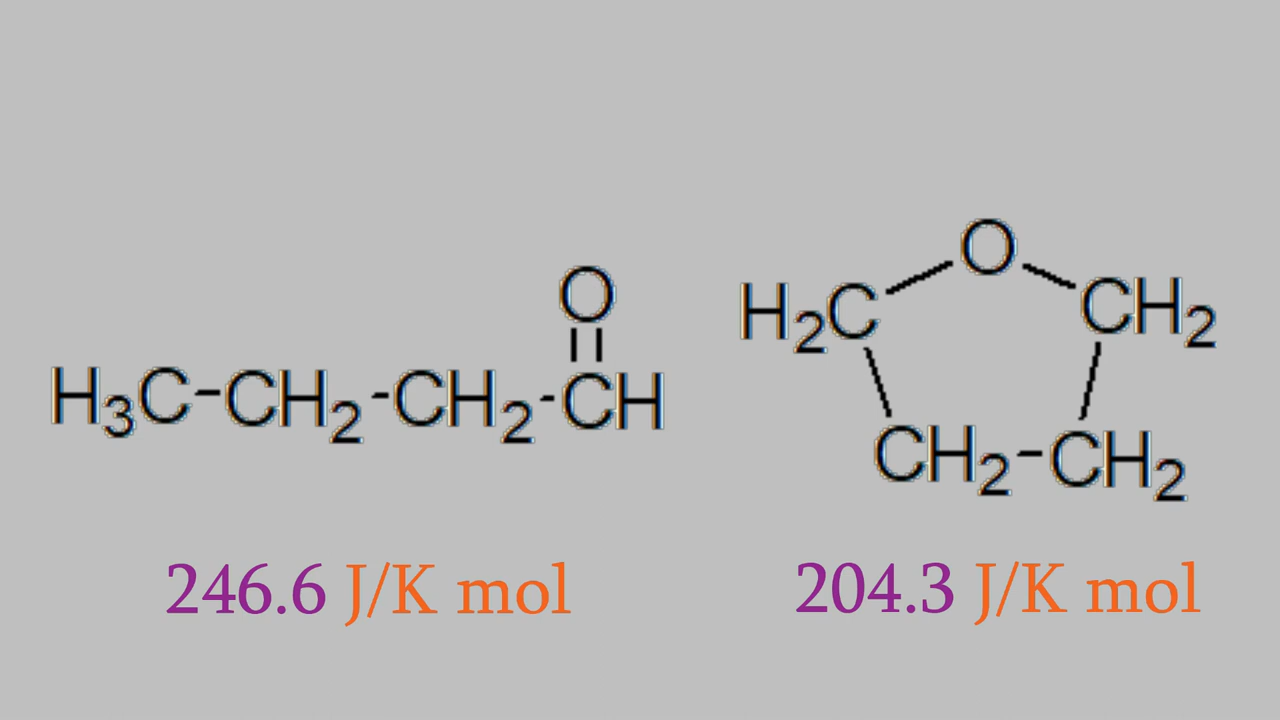 O
H₃C-CH₂-CH₂-CH
O
H₂C CH₂
CH₂-CH₂
246.6 J/K mol
204.3 J/K mol